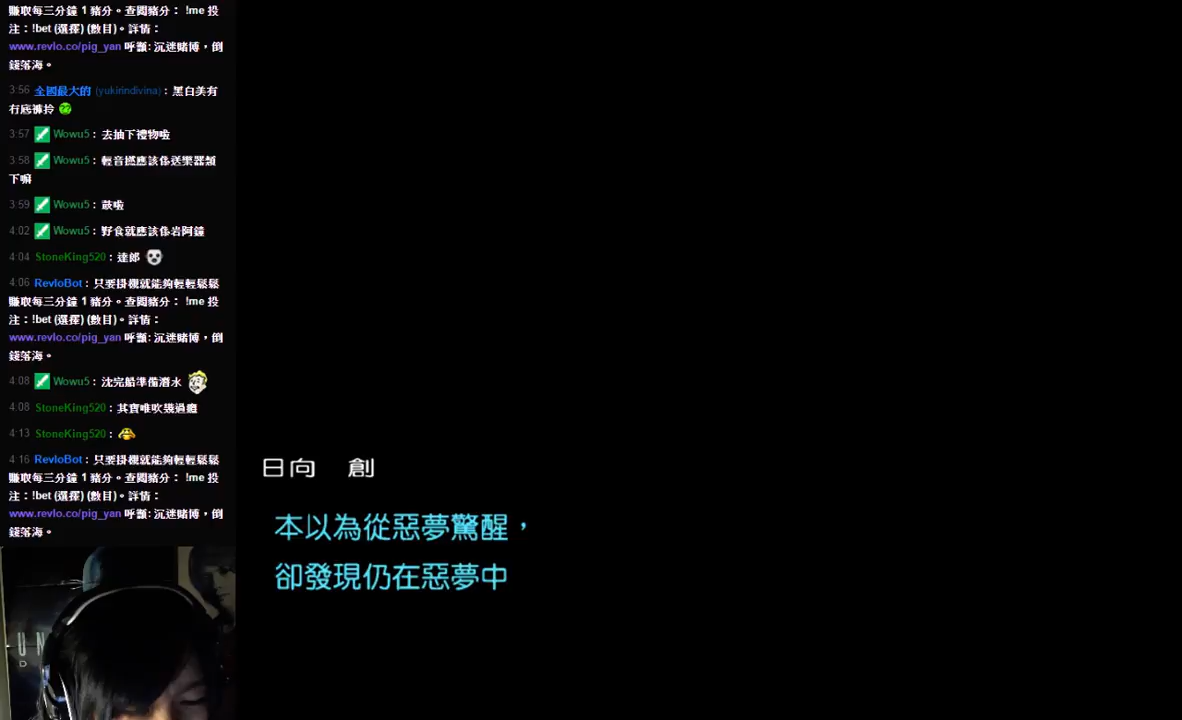 賺取每三分鐘 1 豬分。查閱豬分： !me 投
注：!bet (選擇) (數目)。詳情：
www.revlo.co/pig_yan 呼籲: 沉迷賭博，倒
錢落海。
3:56 全國最大的 (yukirindivina)：黑白美有
冇底褲拎
3:57 Wowu5：去抽下禮物啦
3:58 Wowu5：輕音撚應該係送樂器類
下嘛
3:59 Wowu5：鼓啦
4:02 Wowu5：野食就應該係岩阿鐘
4:04 StoneKing520：達郎
4:06 RevloBot：只要掛機就能夠輕輕鬆鬆
賺取每三分鐘 1 豬分。查閱豬分： !me 投
注：!bet (選擇) (數目)。詳情：
www.revlo.co/pig_yan 呼籲: 沉迷賭博，倒
錢落海。
4:08 Wowu5：沈完船準備潛水
4:08 StoneKing520：其實唯吹幾過癮
4:13 StoneKing520：
4:16 RevloBot：只要掛機就能夠輕輕鬆鬆
賺取每三分鐘 1 豬分。查閱豬分： !me 投
注：!bet (選擇) (數目)。詳情：
www.revlo.co/pig_yan 呼籲: 沉迷賭博，倒
錢落海。
日向 創
本以為從惡夢驚醒，
卻發現仍在惡夢中